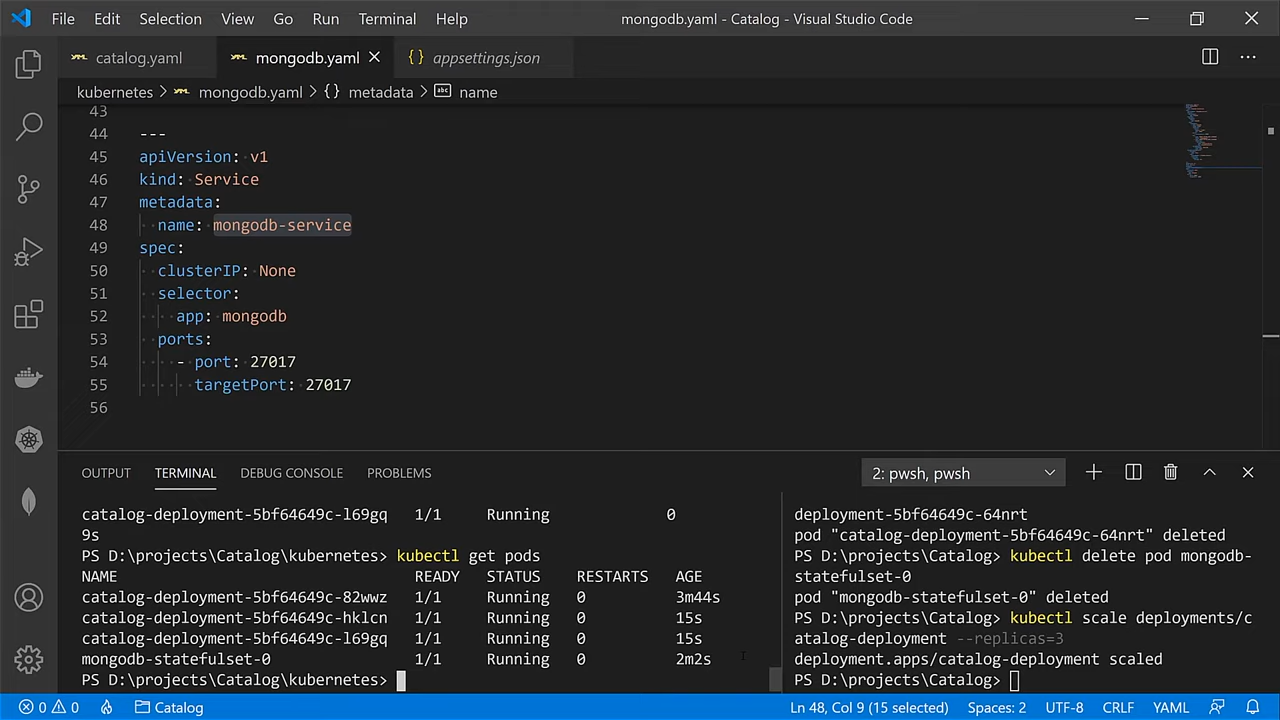 File Edit Selection View Go Run Terminal Help mongodb.yaml - Catalog - Visual Studio Code
catalog.yaml mongodb.yaml appsettings.json
kubernetes > mongodb.yaml > {} metadata > abc name
43
44 ---
45 apiVersion: v1
46 kind: Service
47 metadata:
48 name: mongodb-service
49 spec:
50 clusterIP: None
51 selector:
52 app: mongodb
53 ports:
54 - port: 27017
55 targetPort: 27017
56
OUTPUT TERMINAL DEBUG CONSOLE PROBLEMS 2: pwsh, pwsh
catalog-deployment-5bf64649c-l69gq 1/1 Running 0
9s
PS D:\projects\Catalog\kubernetes> kubectl get pods
NAME READY STATUS RESTARTS AGE
catalog-deployment-5bf64649c-82wwz 1/1 Running 0 3m44s
catalog-deployment-5bf64649c-hklcn 1/1 Running 0 15s
catalog-deployment-5bf64649c-l69gq 1/1 Running 0 15s
mongodb-statefulset-0 1/1 Running 0 2m2s
PS D:\projects\Catalog\kubernetes>
deployment-5bf64649c-64nrt
pod "catalog-deployment-5bf64649c-64nrt" deleted
PS D:\projects\Catalog> kubectl delete pod mongodb-
statefulset-0
pod "mongodb-statefulset-0" deleted
PS D:\projects\Catalog> kubectl scale deployments/c
atalog-deployment --replicas=3
deployment.apps/catalog-deployment scaled
PS D:\projects\Catalog>
0 0 Catalog Ln 48, Col 9 (15 selected) Spaces: 2 UTF-8 CRLF YAML